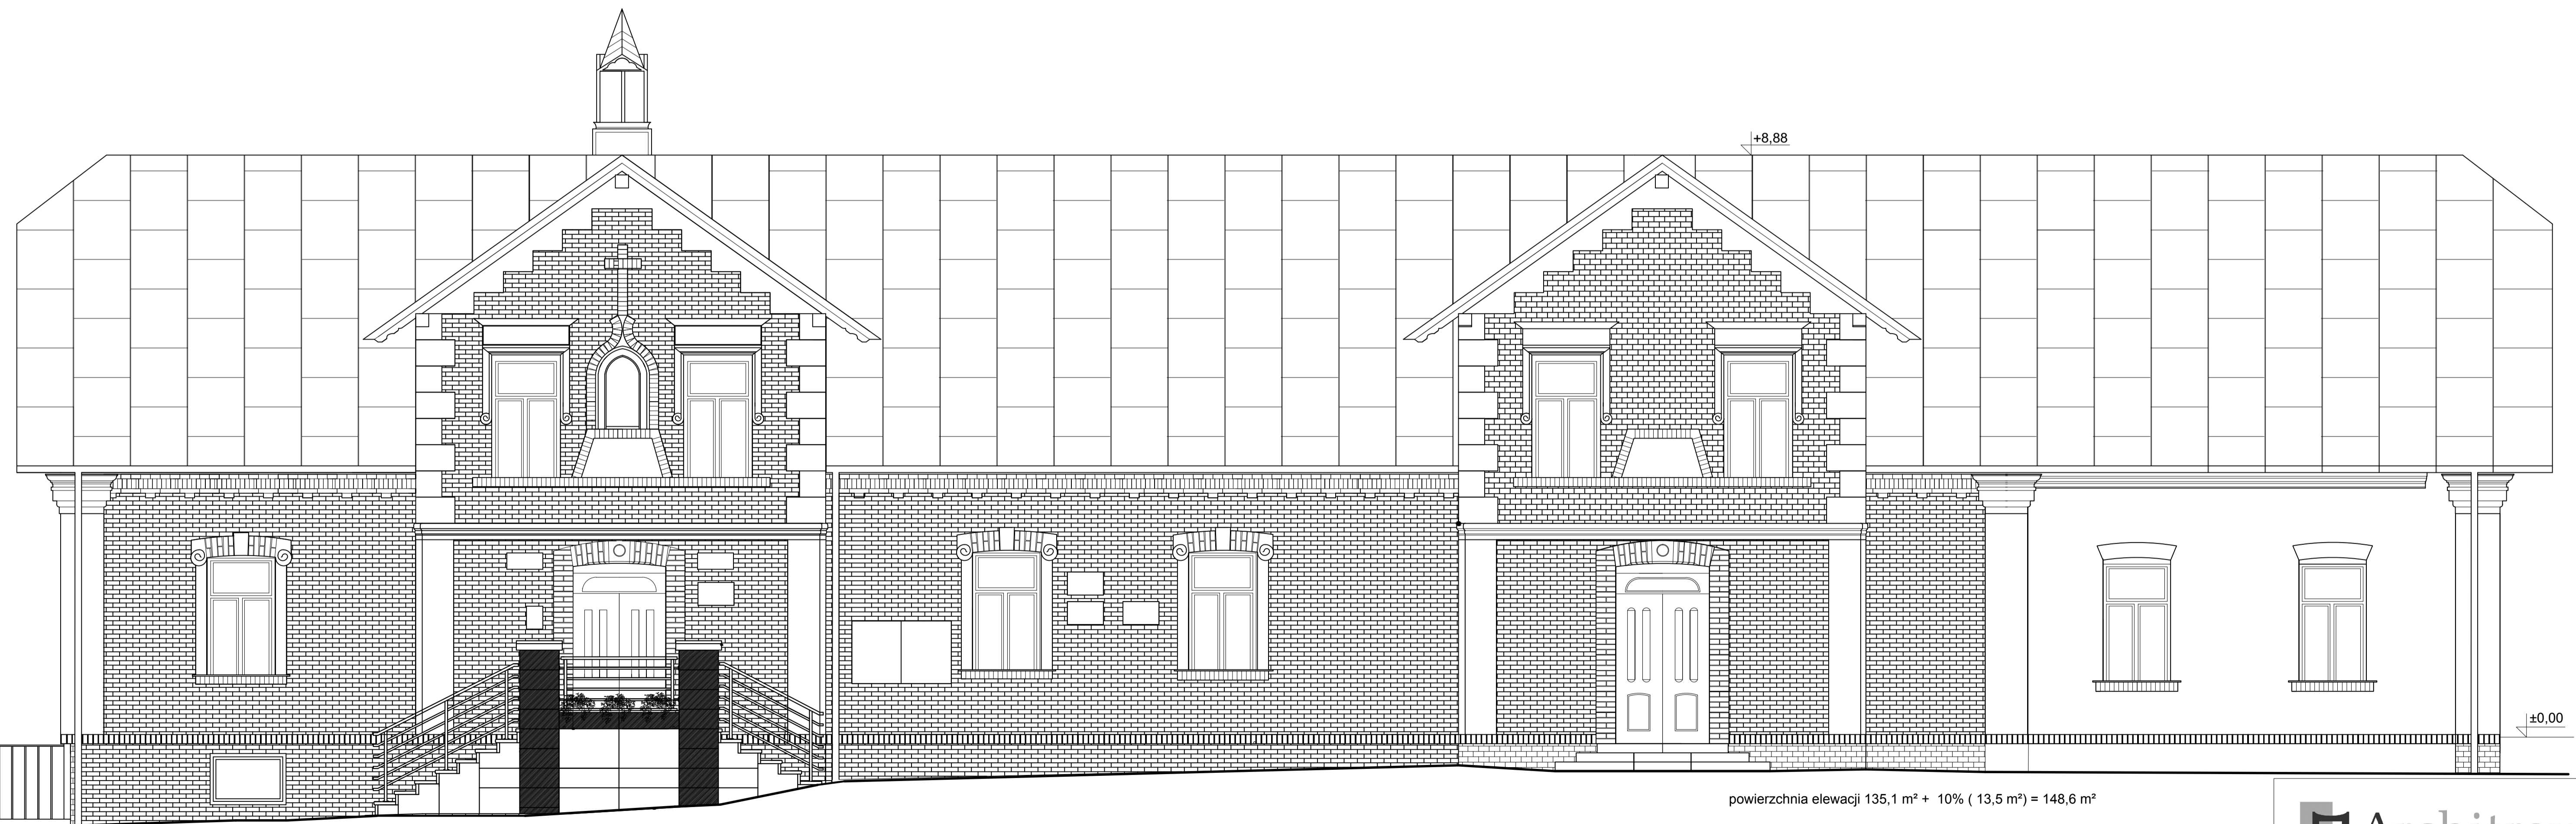 +8,88
±0,00
powierzchnia elewacji 135,1 m² + 10% ( 13,5 m²) = 148,6 m²